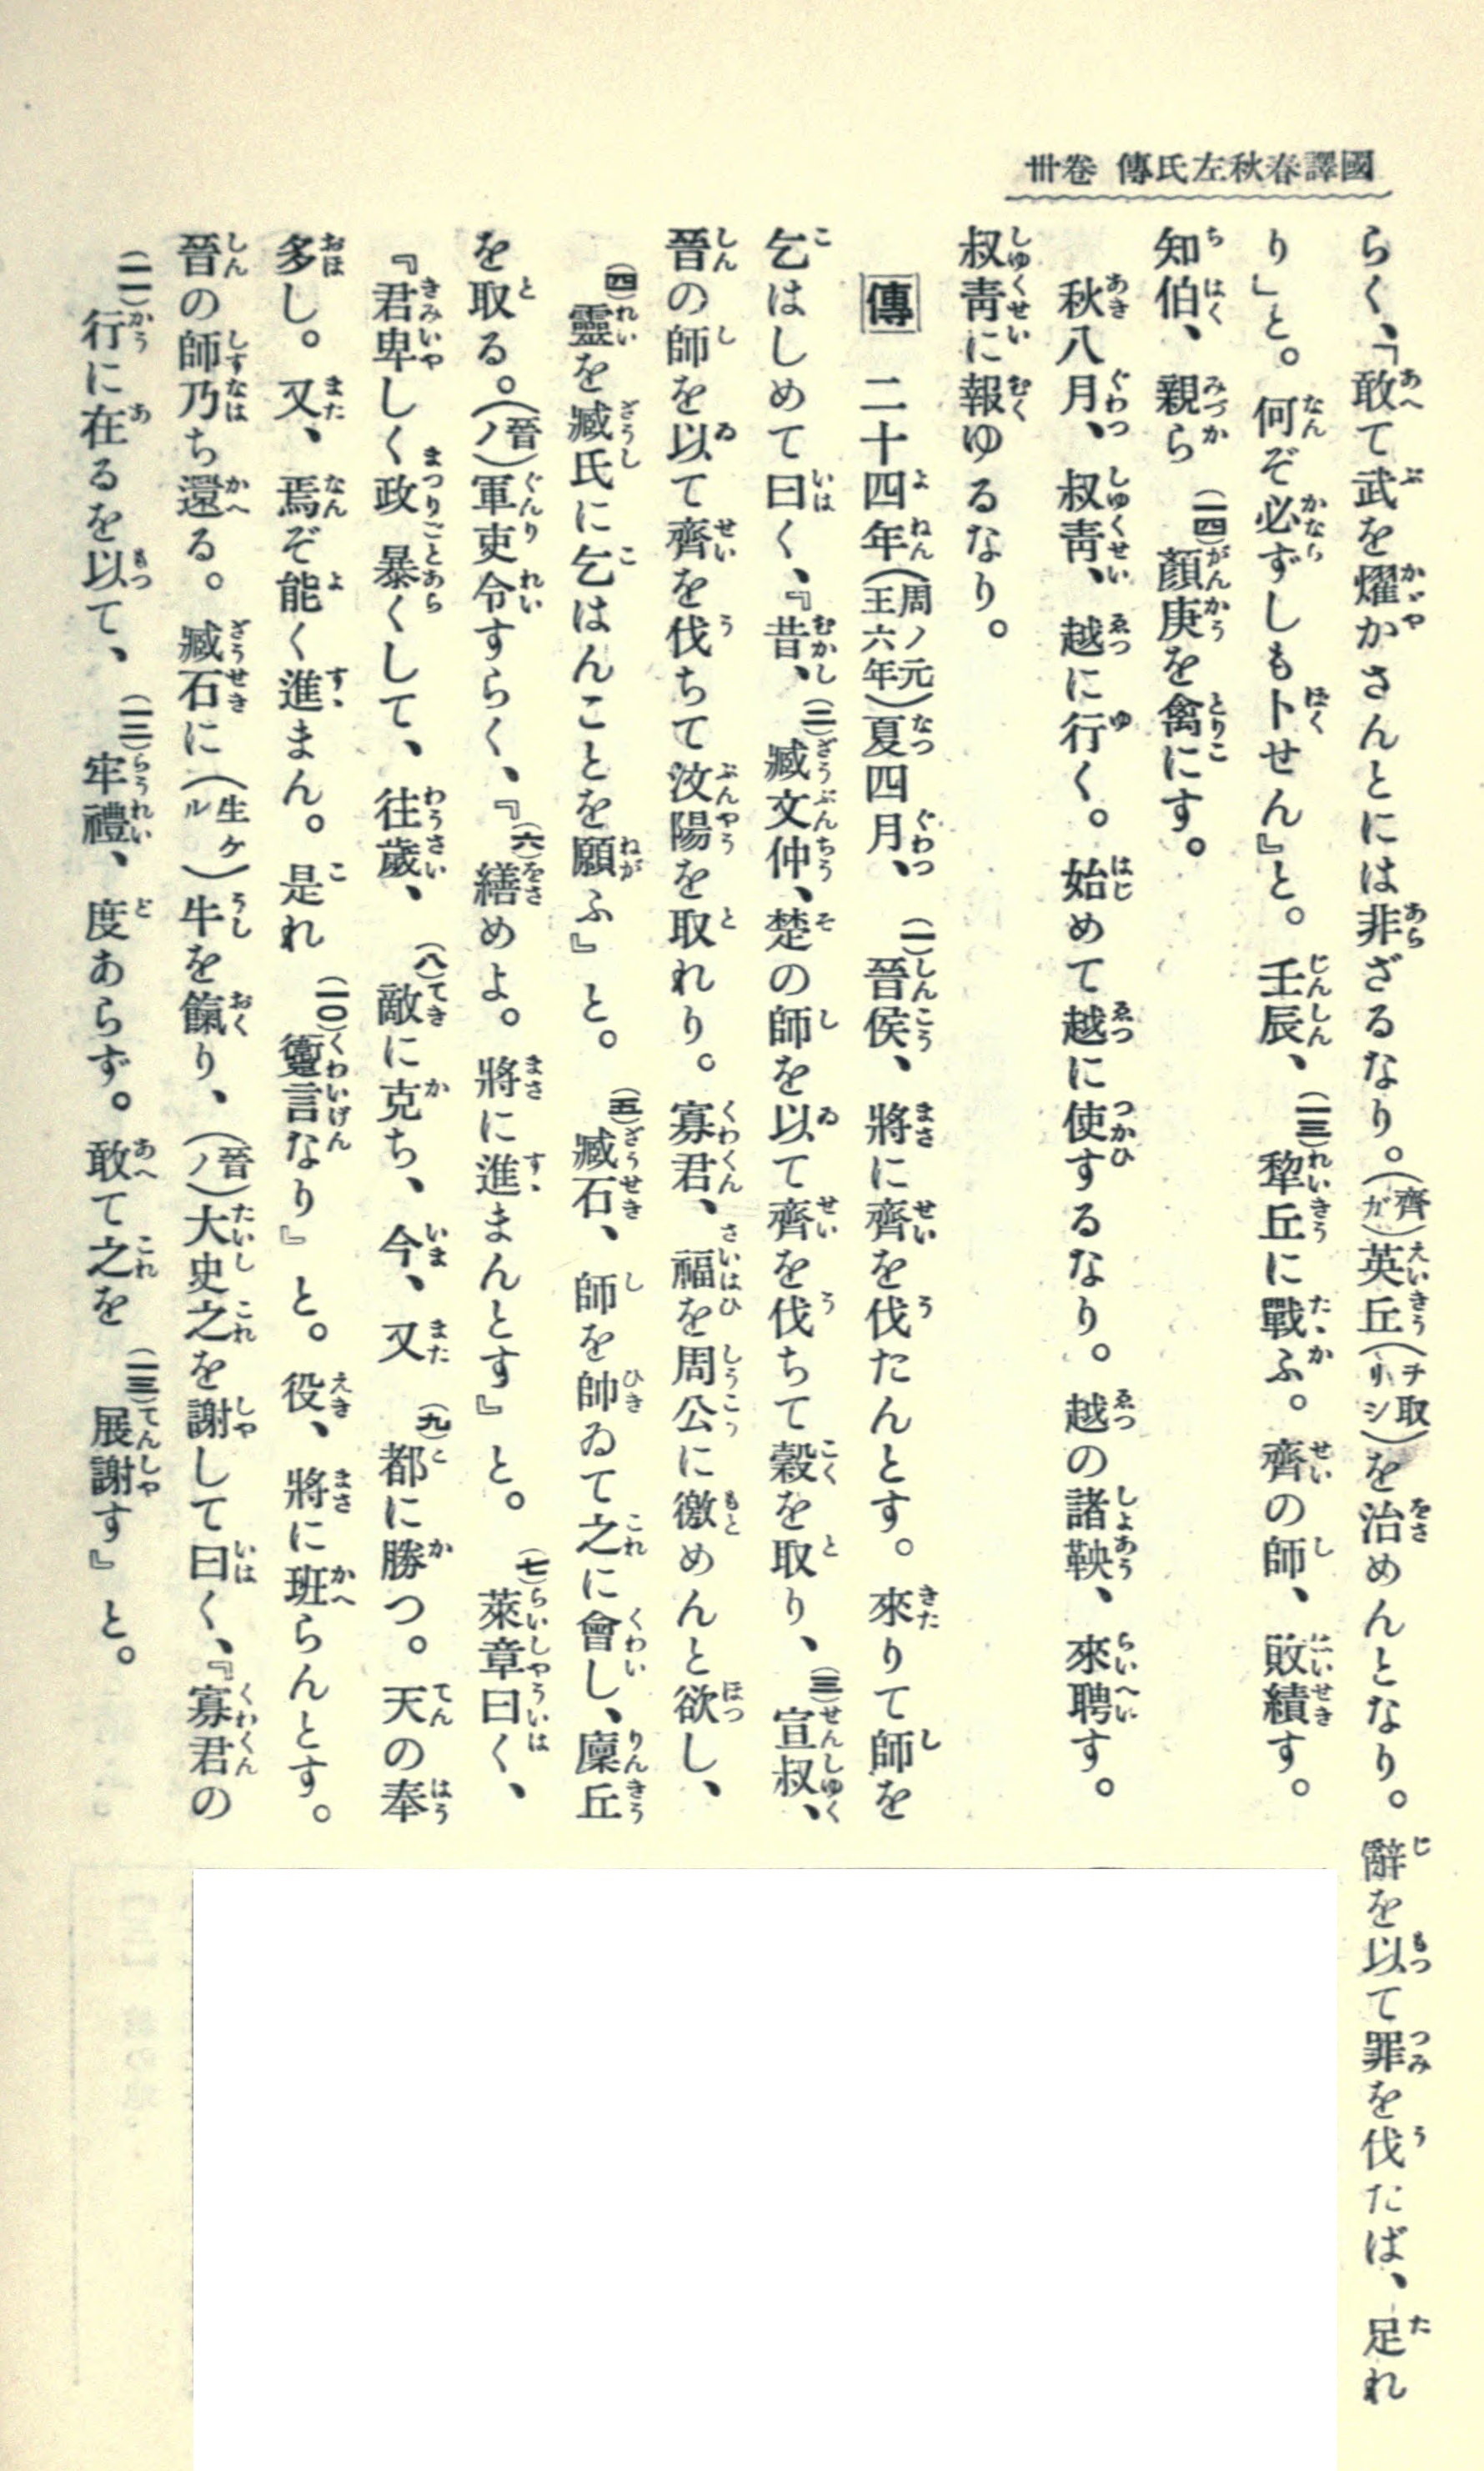 國譯春秋左氏傳 卷卅
らく、「敢て武を燿かさんとには非ざるなり。(齊ガ)英丘(ヲ取リシ)を治めんとなり。辭を以て罪を伐たば、足れ
り」と。何ぞ必ずしも卜せん』と。壬辰、(一三)犂丘に戰ふ。齊の師、敗績す。
知伯、親ら(一四)顏庚を禽にす。
秋八月、叔靑、越に行く。始めて越に使するなり。越の諸鞅、來聘す。
叔靑に報ゆるなり。
傳 二十四年(周ノ元王六年)夏四月、(一)晉侯、將に齊を伐たんとす。來りて師を
乞はしめて曰く、『昔、(二)臧文仲、楚の師を以て齊を伐ちて穀を取り、(三)宣叔、
晉の師を以て齊を伐ちて汶陽を取れり。寡君、福を周公に徼めんと欲し、
(四)靈を臧氏に乞はんことを願ふ』と。(五)臧石、師を帥ゐて之に會し、廩丘
を取る。(晉ノ)軍吏令すらく、『(六)繕めよ。將に進まんとす』と。(七)萊章曰く、
『君卑しく政暴くして、往歲、(八)敵に克ち、今、又(九)都に勝つ。天の奉
多し。又、焉ぞ能く進まん。是れ(一〇)躗言なり』と。役、將に班らんとす。
晉の師乃ち還る。臧石に(生ケル)牛を餼り、(晉ノ)大史之を謝して曰く、『寡君の
(一一)行に在るを以て、(一二)牢禮、度あらず。敢て之を(一三)展謝す』と。